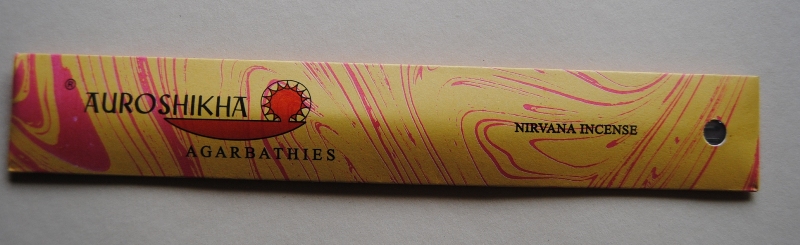 ® AUROSHIKHA
AGARBATHIES
NIRVANA INCENSE